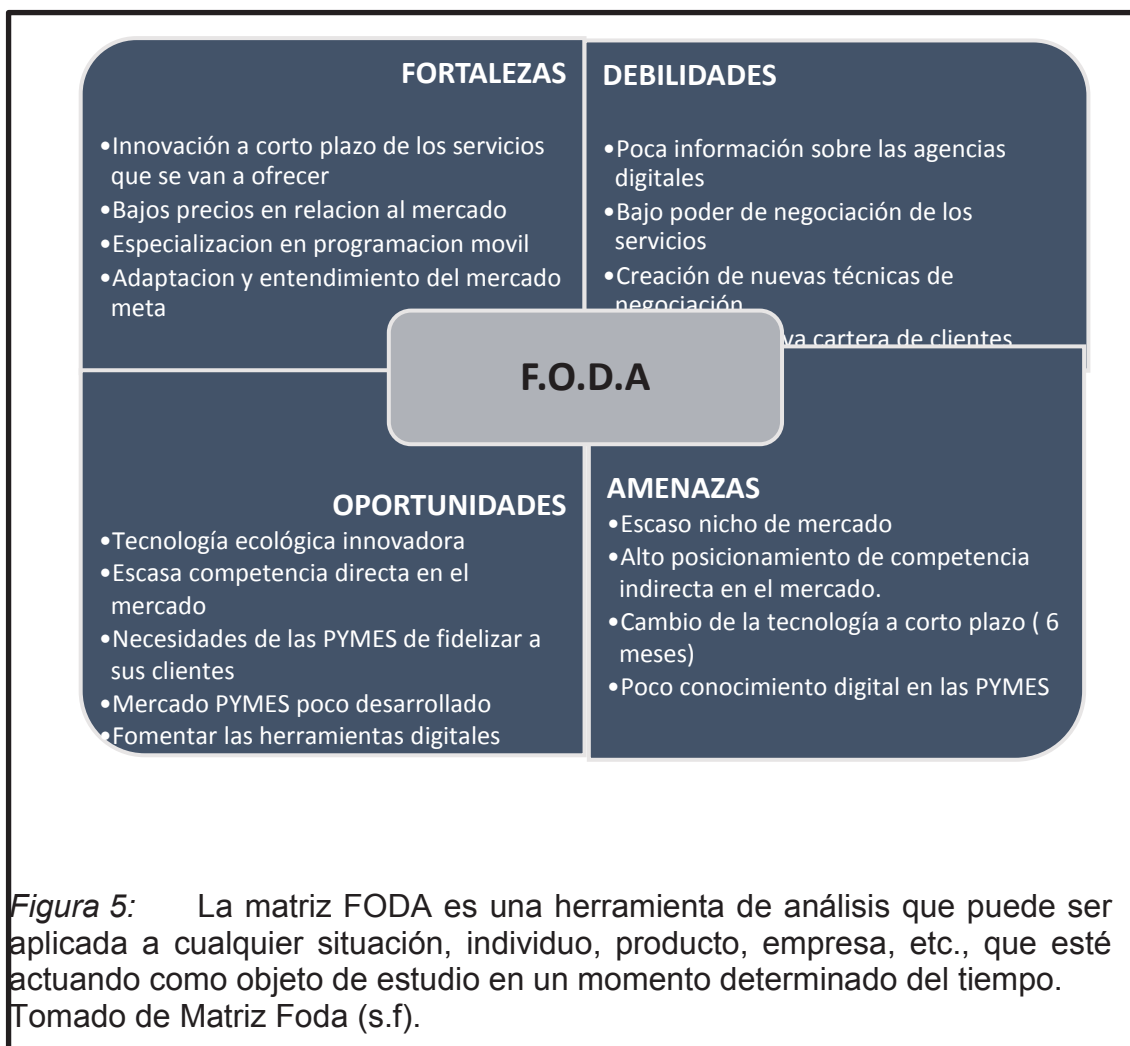 FORTALEZAS
•Innovación a corto plazo de los servicios
que se van a ofrecer
•Bajos precios en relacion al mercado
•Especializacion en programacion movil
•Adaptacion y entendimiento del mercado
meta
DEBILIDADES
•Poca información sobre las agencias
digitales
•Bajo poder de negociación de los
servicios
•Creación de nuevas técnicas de
negociación
cartera de clientes
F.O.D.A
OPORTUNIDADES
•Tecnología ecológica innovadora
•Escasa competencia directa en el
mercado
•Necesidades de las PYMES de fidelizar a
sus clientes
•Mercado PYMES poco desarrollado
•Fomentar las herramientas digitales
AMENAZAS
•Escaso nicho de mercado
•Alto posicionamiento de competencia
indirecta en el mercado.
•Cambio de la tecnología a corto plazo ( 6
meses)
•Poco conocimiento digital en las PYMES
Figura 5: La matriz FODA es una herramienta de análisis que puede ser
aplicada a cualquier situación, individuo, producto, empresa, etc., que esté
actuando como objeto de estudio en un momento determinado del tiempo.
Tomado de Matriz Foda (s.f).